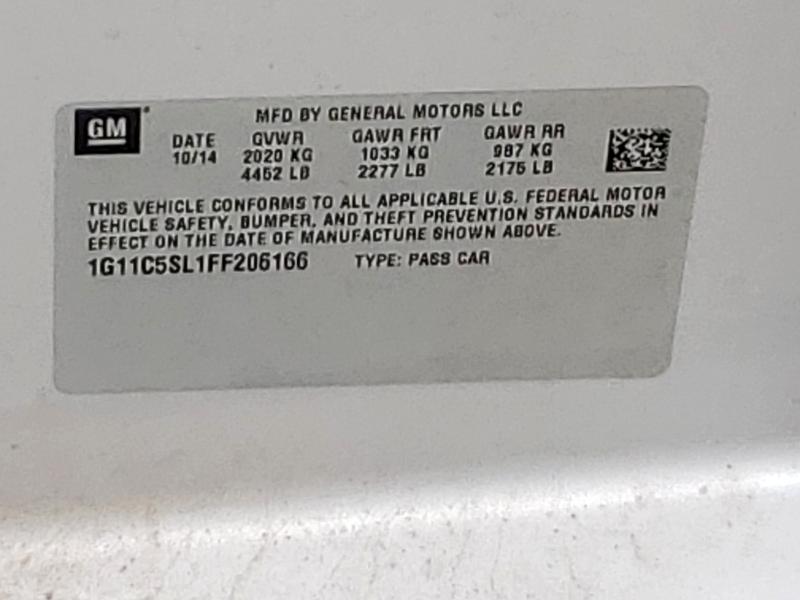 GM
MFD BY GENERAL MOTORS LLC
DATE GVWR GAWR FRT GAWR RR
10/14 2020 KG 1033 KG 987 KG
4452 LB 2277 LB 2175 LB
THIS VEHICLE CONFORMS TO ALL APPLICABLE U.S. FEDERAL MOTOR
VEHICLE SAFETY, BUMPER, AND THEFT PREVENTION STANDARDS IN
EFFECT ON THE DATE OF MANUFACTURE SHOWN ABOVE.
1G11C5SL1FF206166 TYPE: PASS CAR